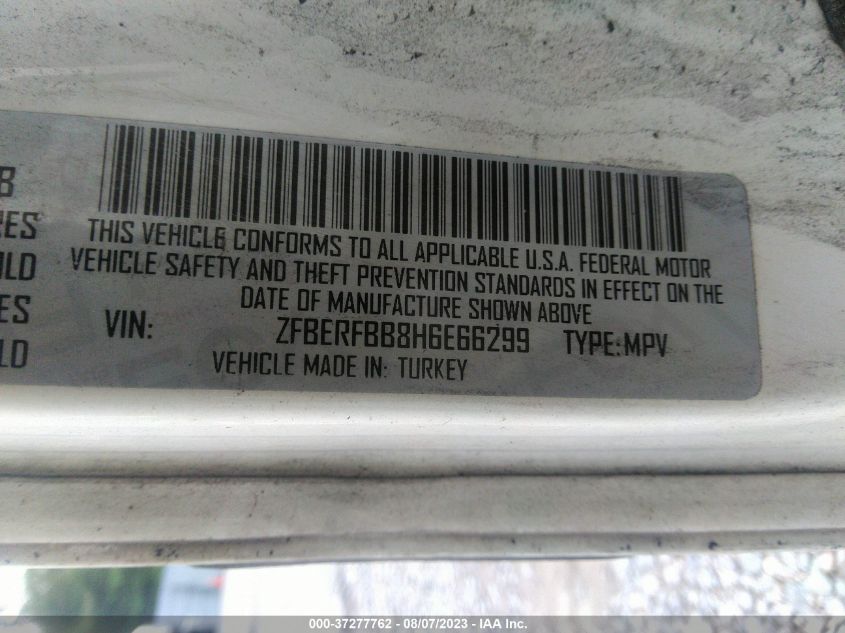 THIS VEHICLE CONFORMS TO ALL APPLICABLE U.S.A. FEDERAL MOTOR
VEHICLE SAFETY AND THEFT PREVENTION STANDARDS IN EFFECT ON THE
DATE OF MANUFACTURE SHOWN ABOVE
VIN: ZFBERFBB8H6E66299 TYPE: MPV
VEHICLE MADE IN: TURKEY
000-37277762 - 08/07/2023 - IAA Inc.